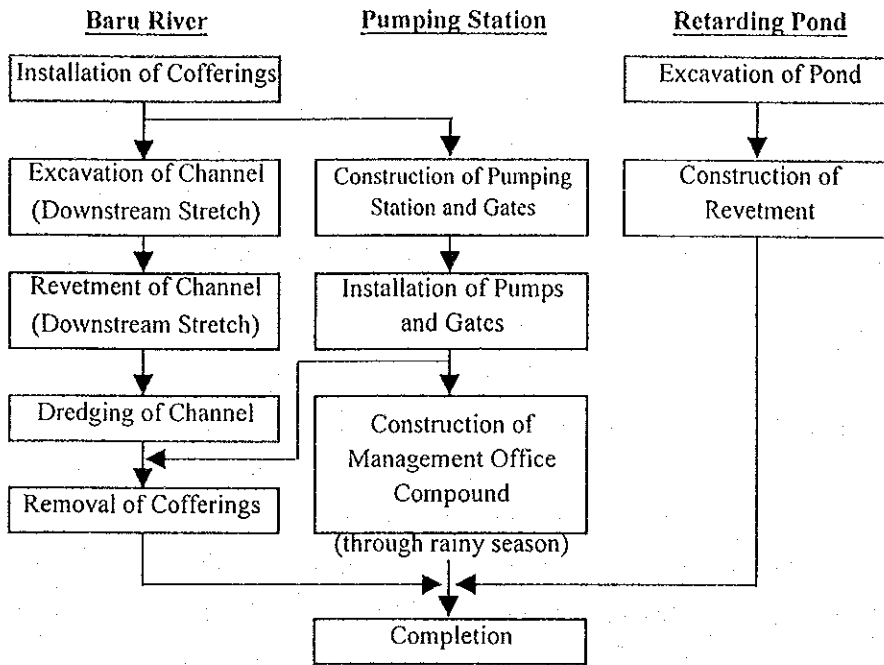 Baru River
Pumping Station
Retarding Pond
Installation of Cofferings
Excavation of Pond
Excavation of Channel
(Downstream Stretch)
Construction of Pumping
Station and Gates
Construction of
Revetment
Revetment of Channel
(Downstream Stretch)
Installation of Pumps
and Gates
Dredging of Channel
Construction of
Management Office
Compound
Removal of Cofferings
(through rainy season)
Completion